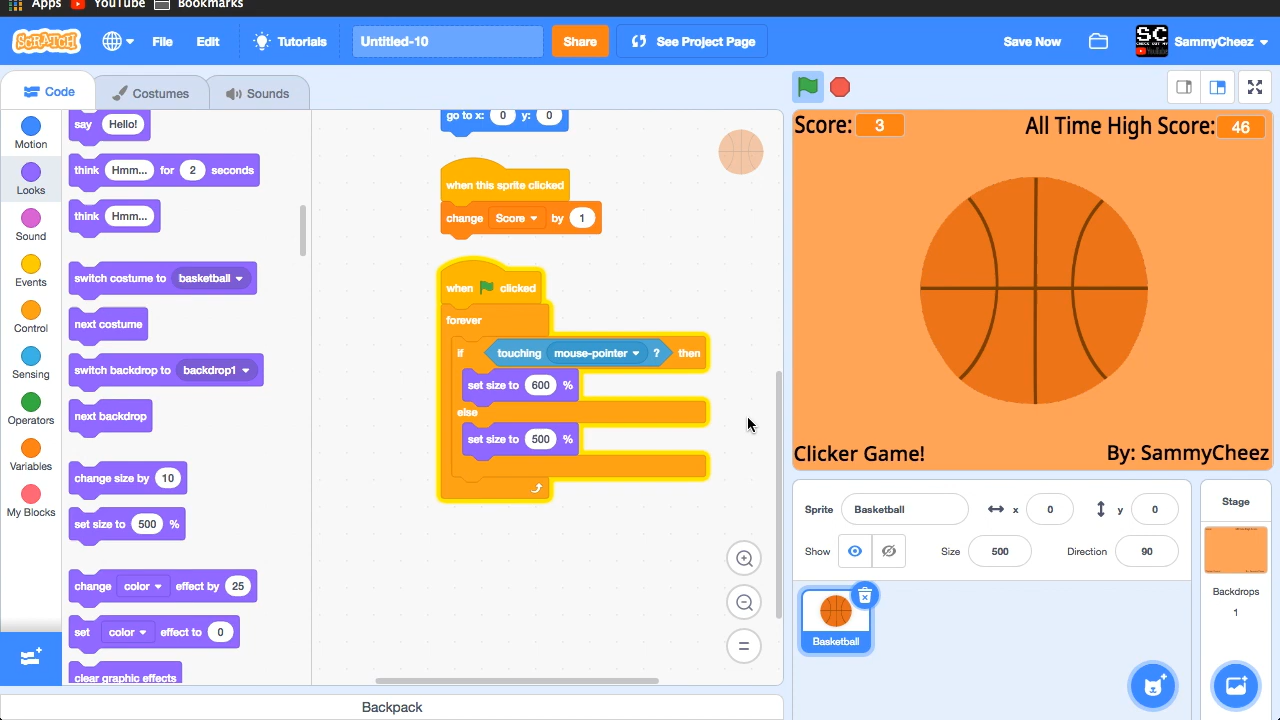 Apps YouTube Bookmarks
SCRATCH File Edit Tutorials Untitled-10 Share See Project Page Save Now SC SammyCheez
Code Costumes Sounds
Motion
Looks
Sound
Events
Control
Sensing
Operators
Variables
My Blocks
say Hello!
think Hmm... for 2 seconds
think Hmm...
switch costume to basketball
next costume
switch backdrop to backdrop1
next backdrop
change size by 10
set size to 500 %
change color effect by 25
set color effect to 0
clear graphic effects
go to x: 0 y: 0
when this sprite clicked
change Score by 1
when clicked
forever
if touching mouse-pointer ? then
set size to 600 %
else
set size to 500 %
Backpack
Score: 3 All Time High Score: 46
Clicker Game! By: SammyCheez
Sprite Basketball x 0 y 0
Show Size 500 Direction 90
Basketball
Stage
Backdrops
1